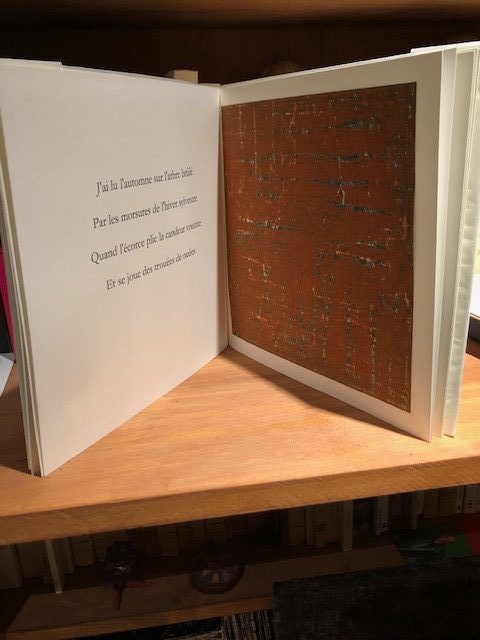 J'ai lu l'automne sur l'arbre brûlé
Par les morsures de l'hiver sylvestre
Quand l'écorce plie la candeur voisine
Et se joue des trouées de nuées